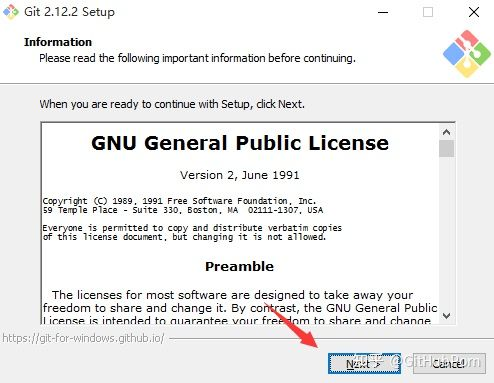 Git 2.12.2 Setup
Information
Please read the following important information before continuing.
When you are ready to continue with Setup, click Next.
GNU General Public License
Version 2, June 1991
Copyright (C) 1989, 1991 Free Software Foundation, Inc.
59 Temple Place - Suite 330, Boston, MA  02111-1307, USA
Everyone is permitted to copy and distribute verbatim copies
of this license document, but changing it is not allowed.
Preamble
The licenses for most software are designed to take away your
freedom to share and change it. By contrast, the GNU General Public
License is intended to guarantee your freedom to share and change
https://git-for-windows.github.io/
Next >
Cancel
知乎 @GitHub Pom